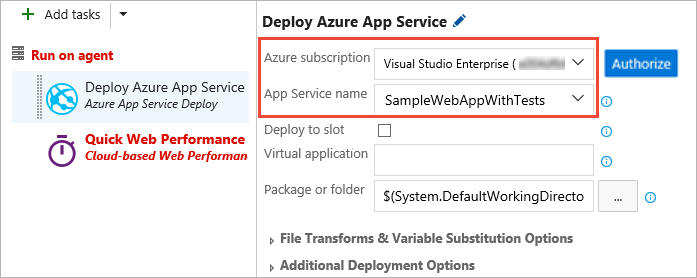 Add tasks
Run on agent
Deploy Azure App Service
Azure App Service Deploy
Quick Web Performance
Cloud-based Web Performan
Deploy Azure App Service
Azure subscription
Visual Studio Enterprise (
Authorize
App Service name
SampleWebAppWithTests
Deploy to slot
Virtual application
Package or folder
$(System.DefaultWorkingDirecto
...
File Transforms & Variable Substitution Options
Additional Deployment Options